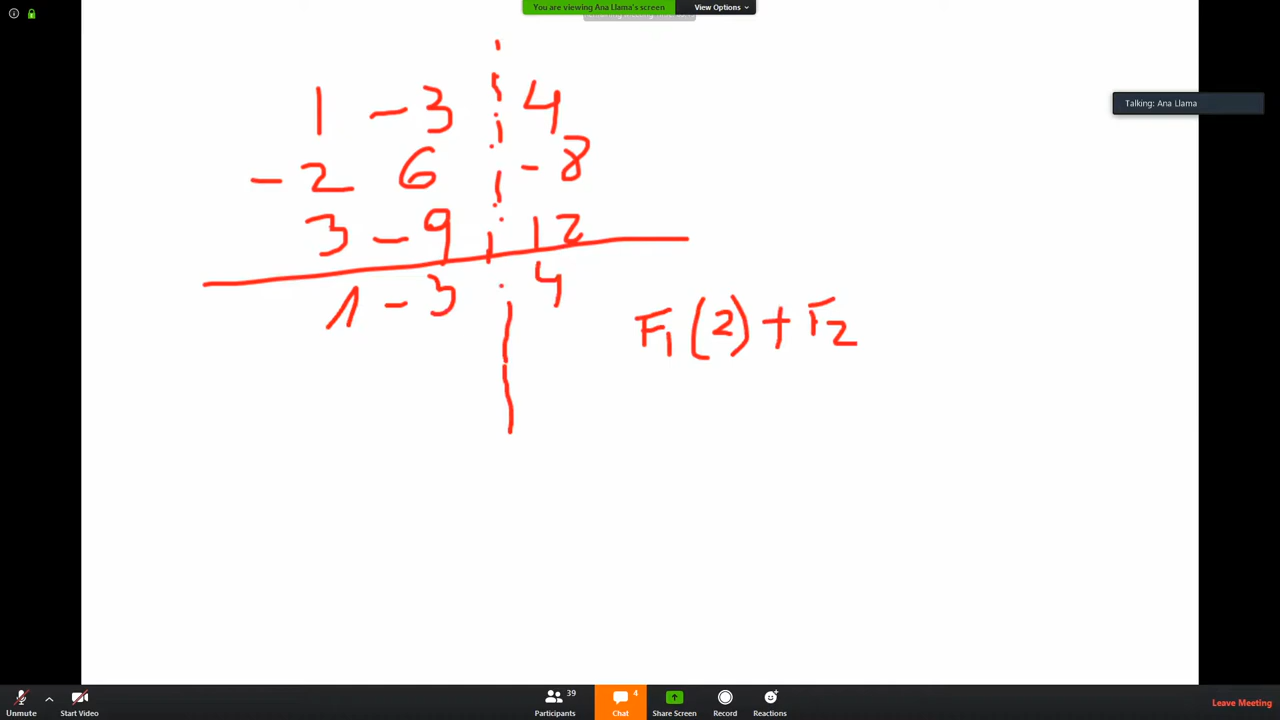 You are viewing Ana Llama's screen View Options
Talking: Ana Llama
1 - 3 4
- 2 6 - 8
3 - 9 12
1 - 3 4
F1 (2) + F2
39 4
Unmute Start Video Participants Chat Share Screen Record Reactions Leave Meeting